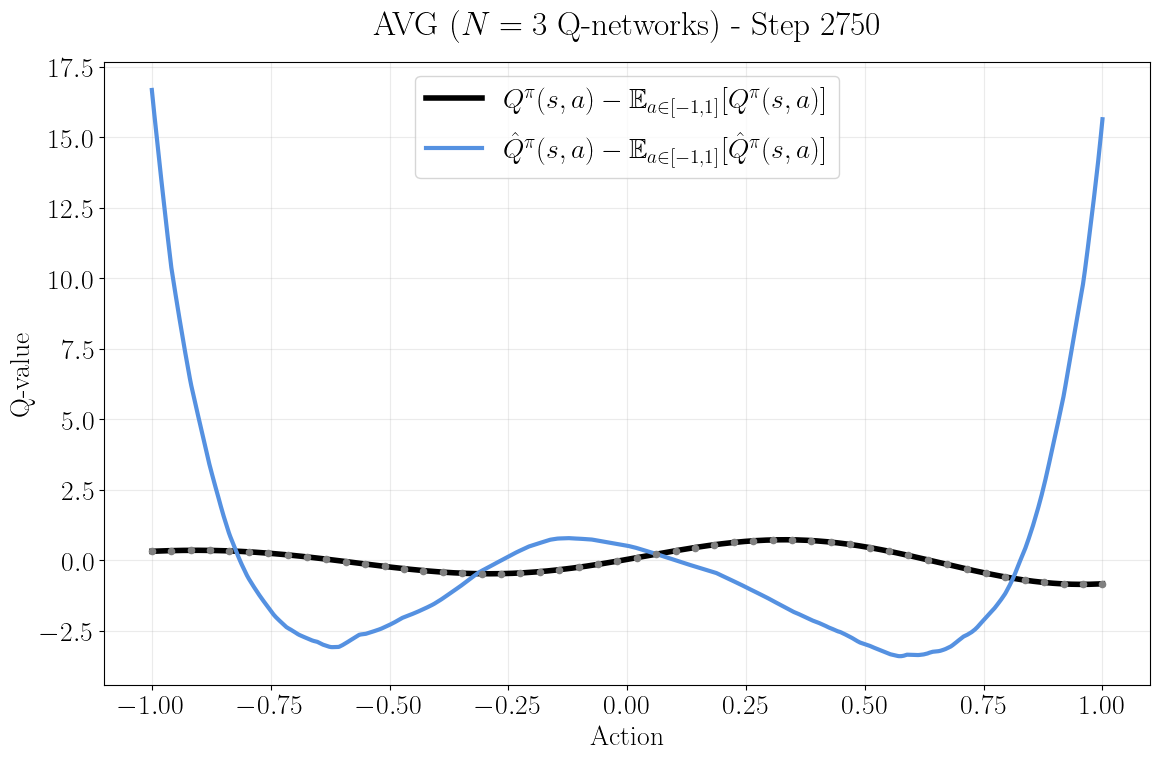 AVG (N = 3 Q-networks) - Step 2750
Q^π(s, a) − 𝔼_{a∈[−1,1]}[Q^π(s, a)]
Q̂^π(s, a) − 𝔼_{a∈[−1,1]}[Q̂^π(s, a)]
Q-value
17.5
15.0
12.5
10.0
7.5
5.0
2.5
0.0
−2.5
−1.00 −0.75 −0.50 −0.25 0.00 0.25 0.50 0.75 1.00
Action